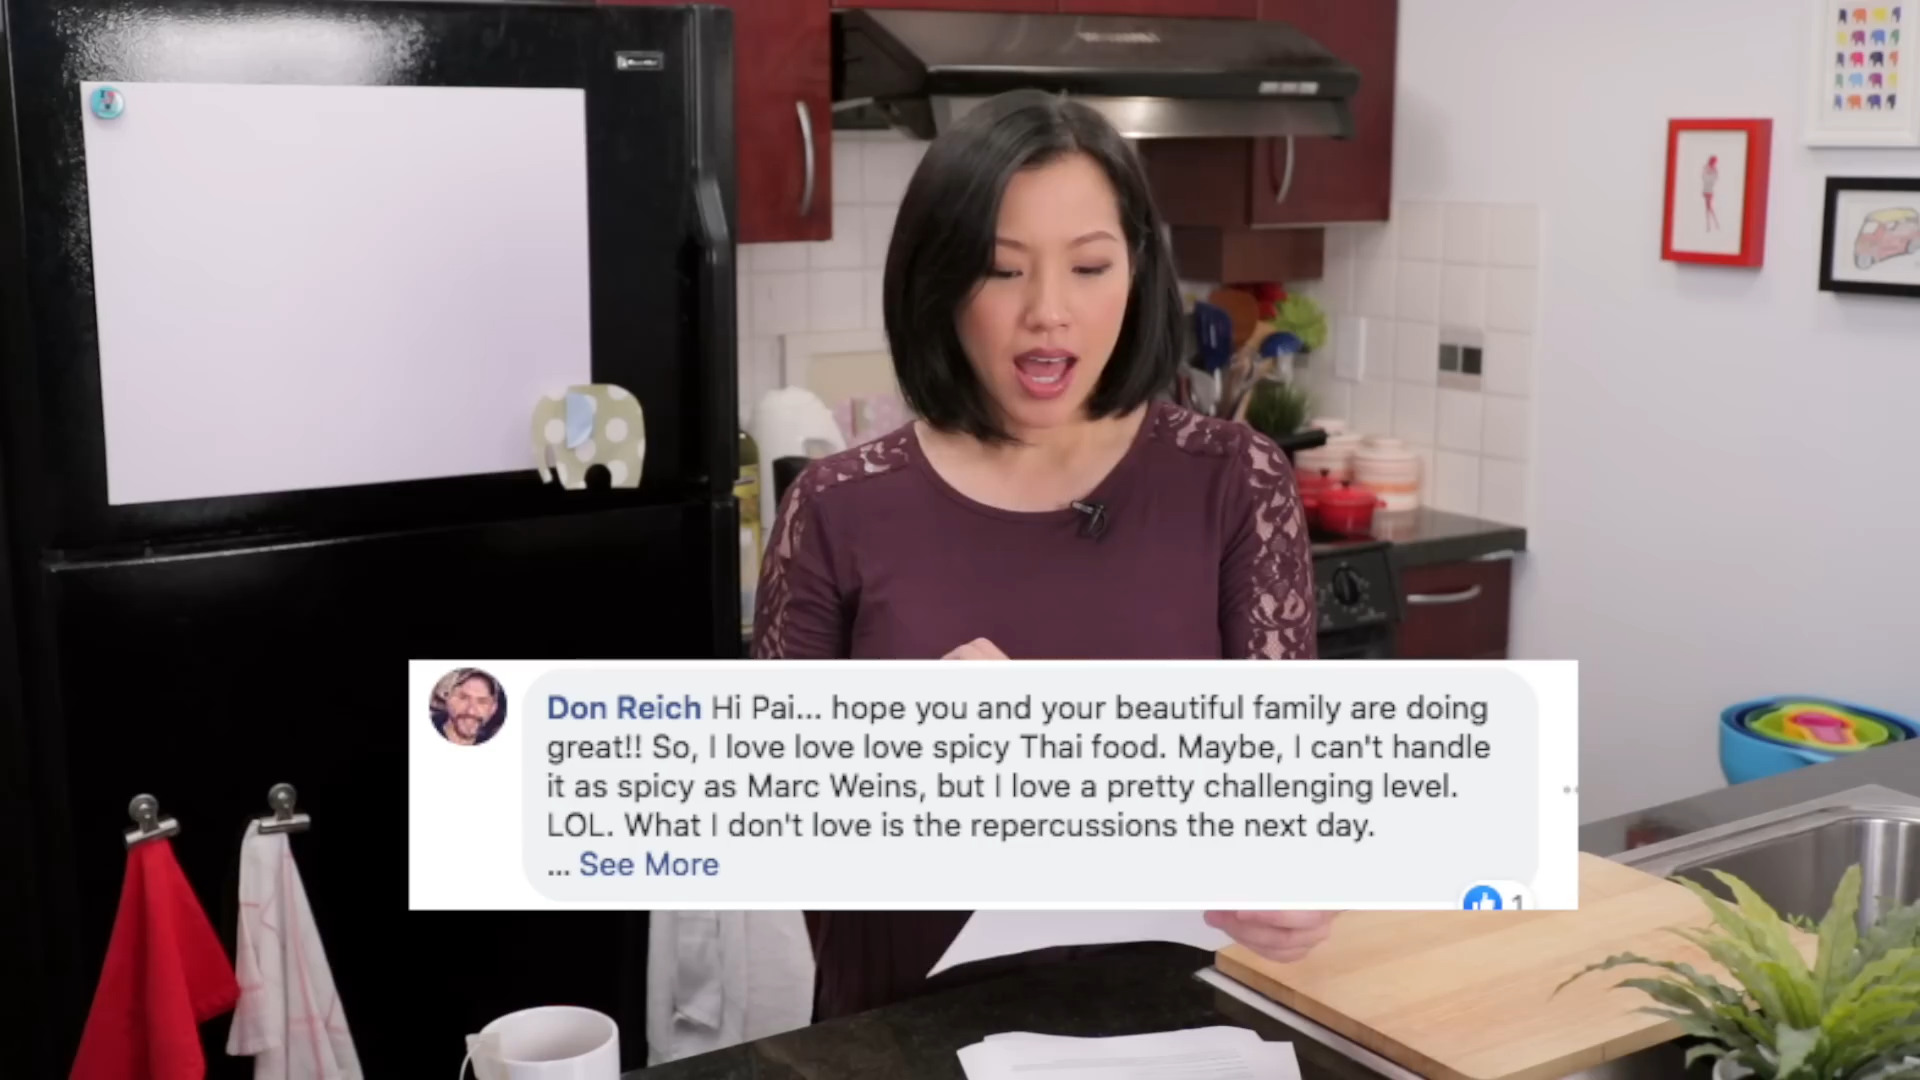 Don Reich Hi Pai... hope you and your beautiful family are doing
great!! So, I love love love spicy Thai food. Maybe, I can't handle
it as spicy as Marc Weins, but I love a pretty challenging level.
LOL. What I don't love is the repercussions the next day.
... See More
1